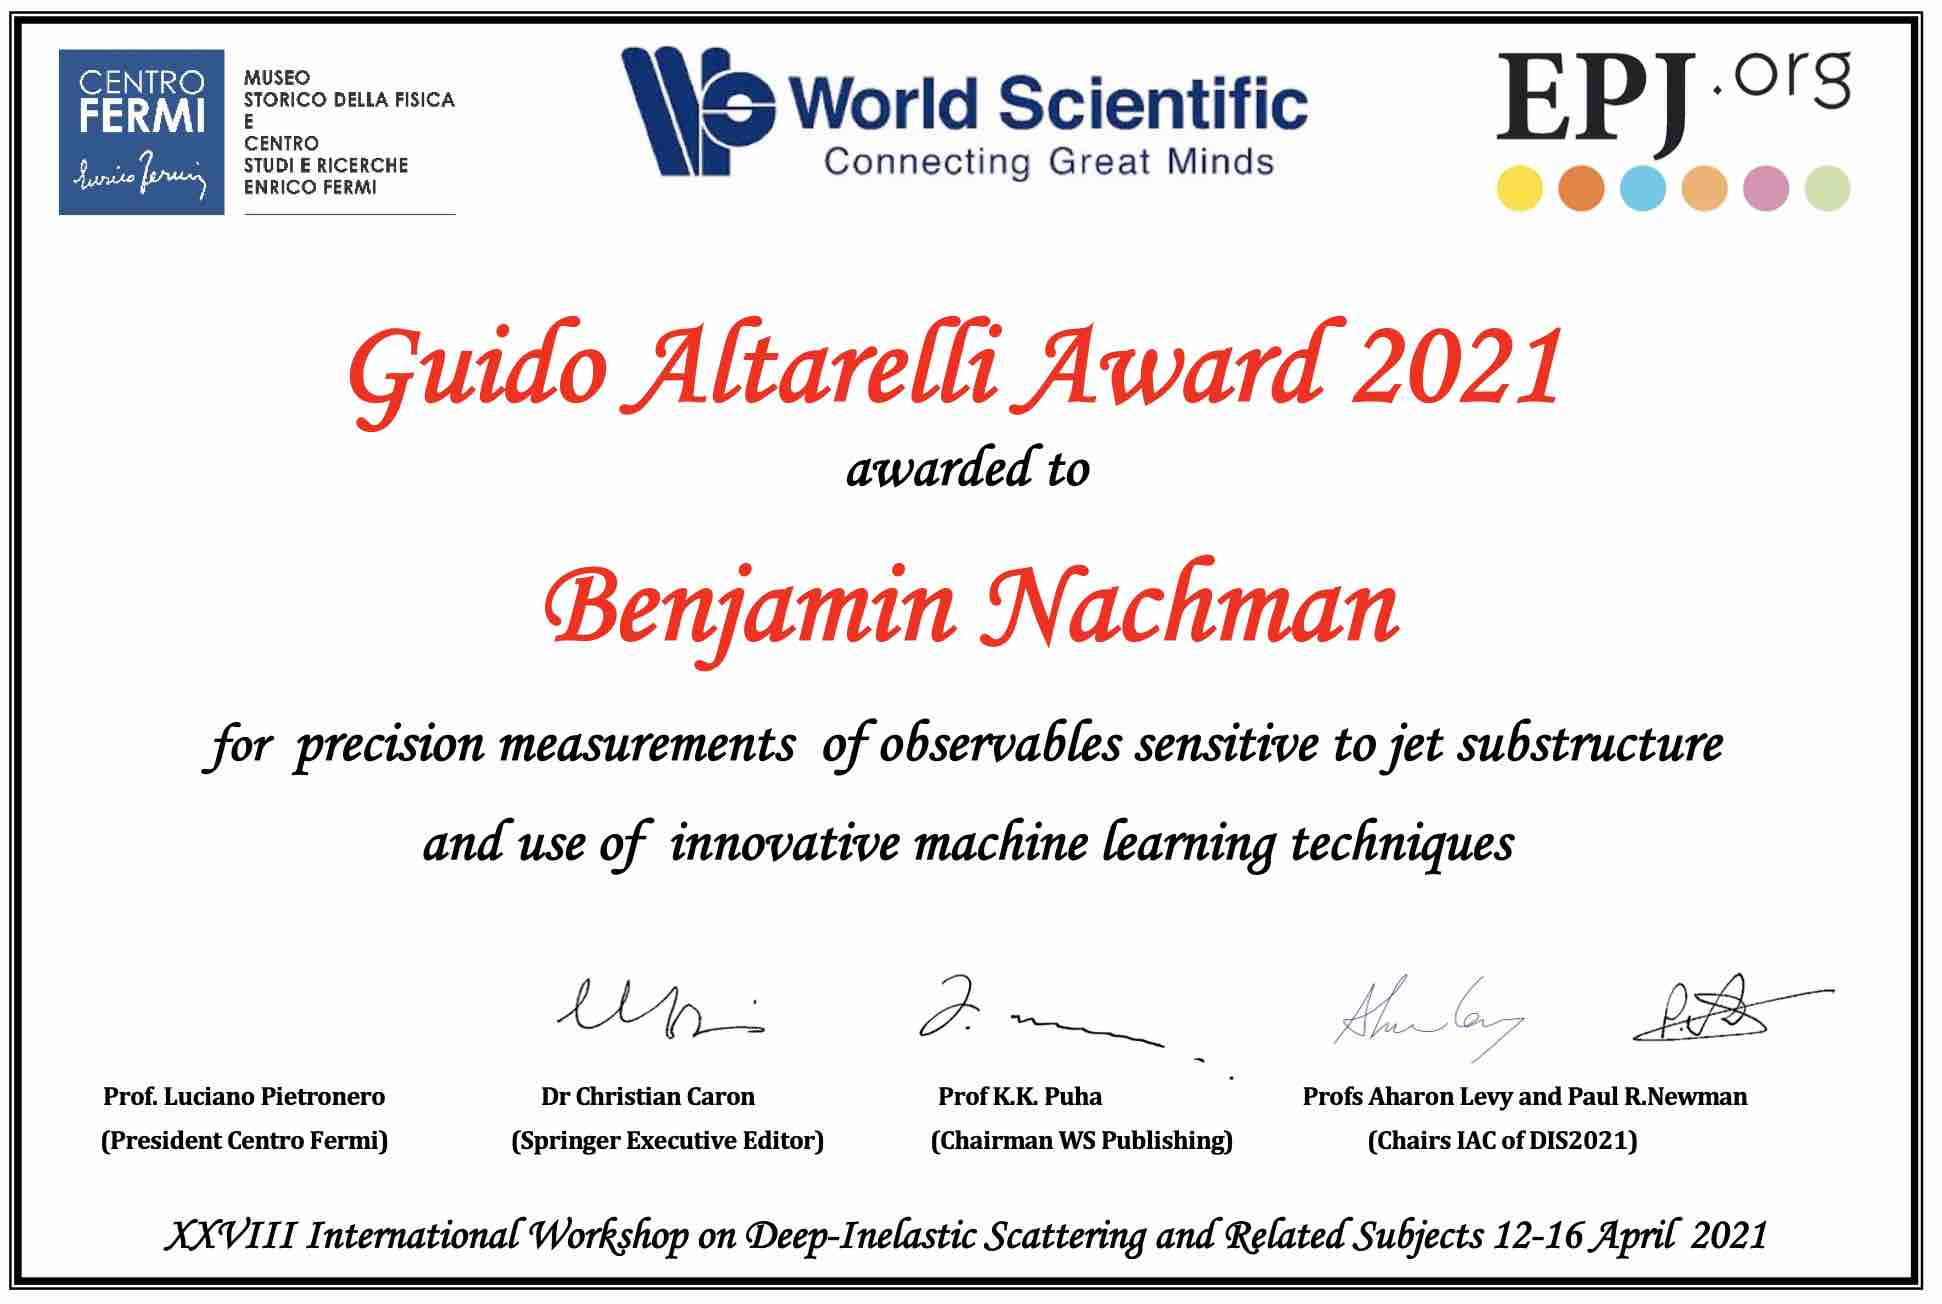 CENTRO
FERMI
Enrico Fermi
MUSEO
STORICO DELLA FISICA
E
CENTRO
STUDI E RICERCHE
ENRICO FERMI
World Scientific
Connecting Great Minds
EPJ.org
Guido Altarelli Award 2021
awarded to
Benjamin Nachman
for precision measurements of observables sensitive to jet substructure
and use of innovative machine learning techniques
Prof. Luciano Pietronero
(President Centro Fermi)
Dr Christian Caron
(Springer Executive Editor)
Prof K.K. Puha
(Chairman WS Publishing)
Profs Aharon Levy and Paul R.Newman
(Chairs IAC of DIS2021)
XXVIII International Workshop on Deep-Inelastic Scattering and Related Subjects 12-16 April 2021